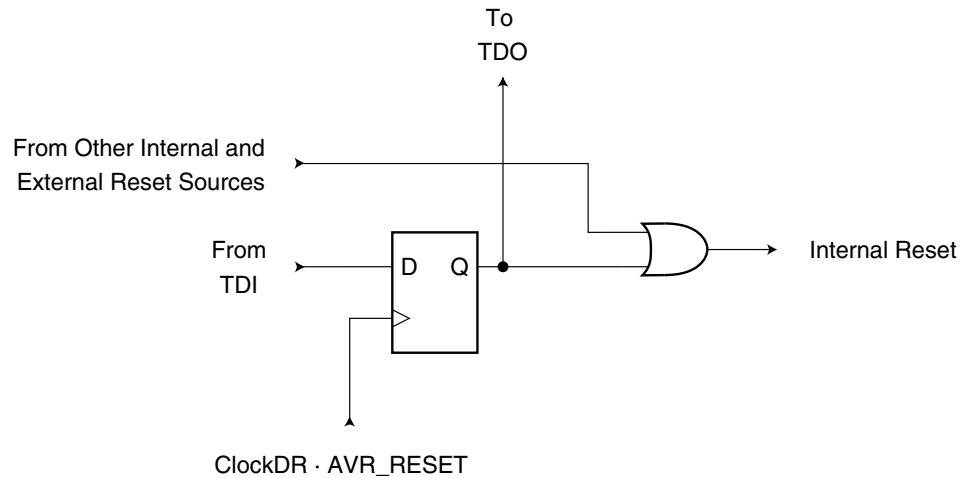 To
TDO
From Other Internal and
External Reset Sources
From
TDI
D
Q
Internal Reset
ClockDR · AVR_RESET